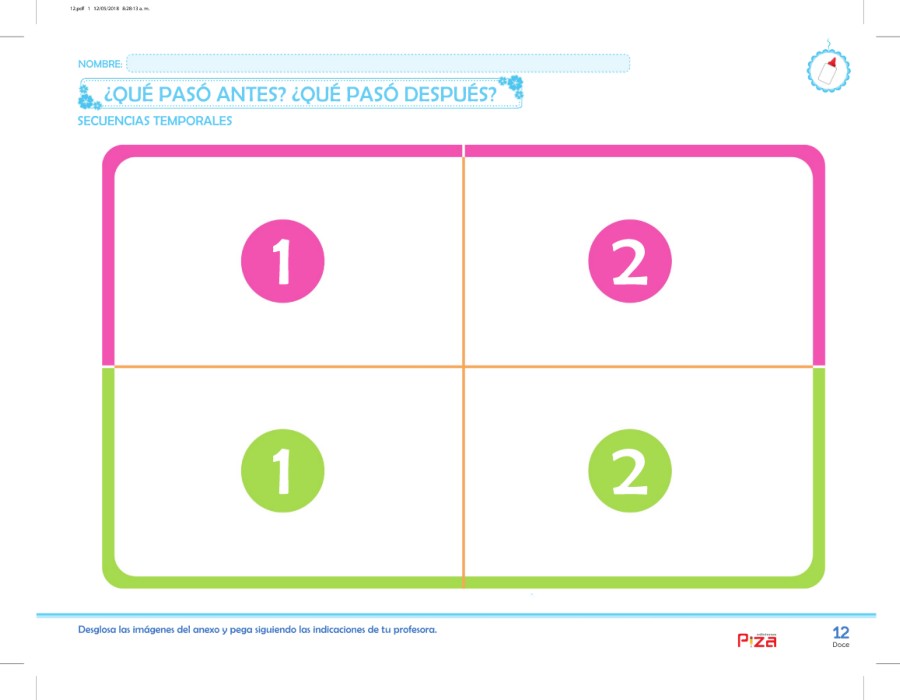 12.pdf 1 12/05/2018 8:28:13 a. m.
NOMBRE:
¿QUÉ PASÓ ANTES? ¿QUÉ PASÓ DESPUÉS?
SECUENCIAS TEMPORALES
1 2
1 2
Desglosa las imágenes del anexo y pega siguiendo las indicaciones de tu profesora.
Piza
12
Doce